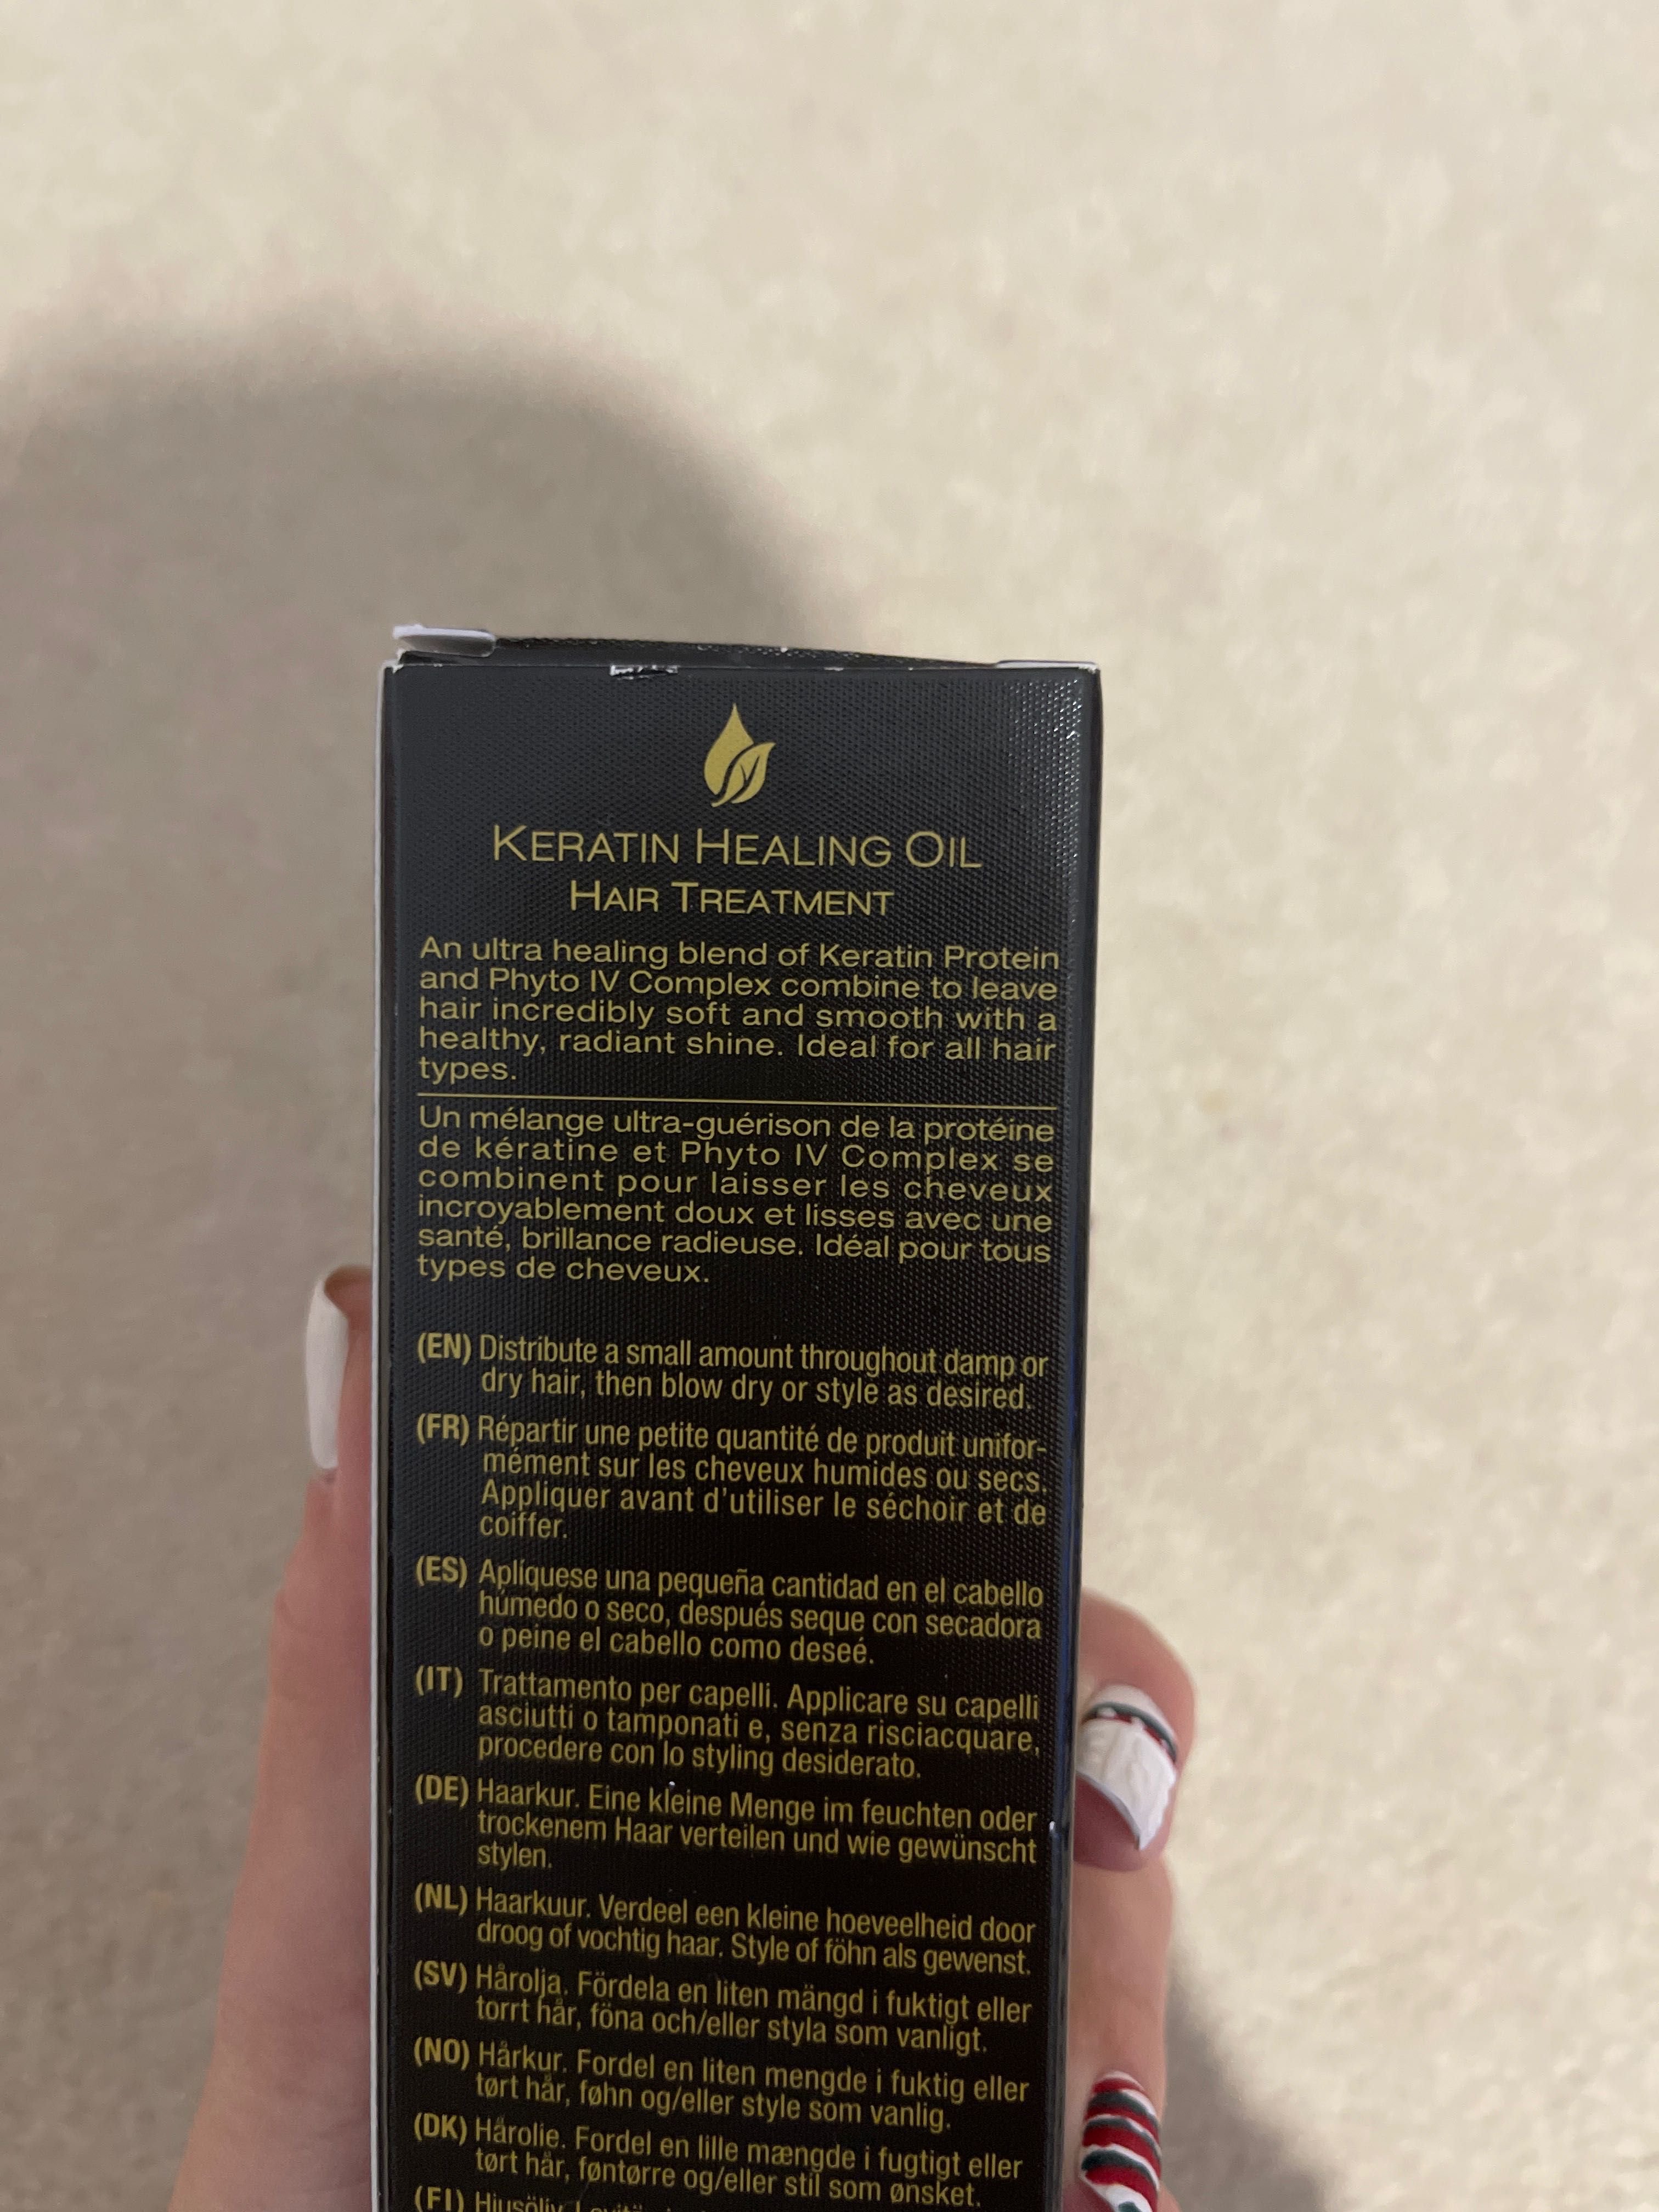 KERATIN HEALING OIL
HAIR TREATMENT
An ultra healing blend of Keratin Protein
and Phyto IV Complex combine to leave
hair incredibly soft and smooth with a
healthy, radiant shine. Ideal for all hair
types.
Un mélange ultra-guérison de la protéine
de kératine et Phyto IV Complex se
combinent pour laisser les cheveux
incroyablement doux et lisses avec une
santé, brillance radieuse. Idéal pour tous
types de cheveux.
(EN) Distribute a small amount throughout damp or
dry hair, then blow dry or style as desired.
(FR) Répartir une petite quantité de produit unifor-
mément sur les cheveux humides ou secs.
Appliquer avant d'utiliser le séchoir et de
coiffer.
(ES) Aplíquese una pequeña cantidad en el cabello
húmedo o seco, después seque con secadora
o peine el cabello como deseé.
(IT) Trattamento per capelli. Applicare su capelli
asciutti o tamponati e, senza risciacquare,
procedere con lo styling desiderato.
(DE) Haarkur. Eine kleine Menge im feuchten oder
trockenem Haar verteilen und wie gewünscht
stylen.
(NL) Haarkuur. Verdeel een kleine hoeveelheid door
droog of vochtig haar. Style of föhn als gewenst.
(SV) Hårolja. Fördela en liten mängd i fuktigt eller
torrt hår, föna och/eller styla som vanligt.
(NO) Hårkur. Fordel en liten mengde i fuktig eller
tørt hår, føhn og/eller style som vanlig.
(DK) Hårolie. Fordel en lille mængde i fugtigt eller
tørt hår, føntørre og/eller stil som ønsket.
(FI) Hiusöljy.